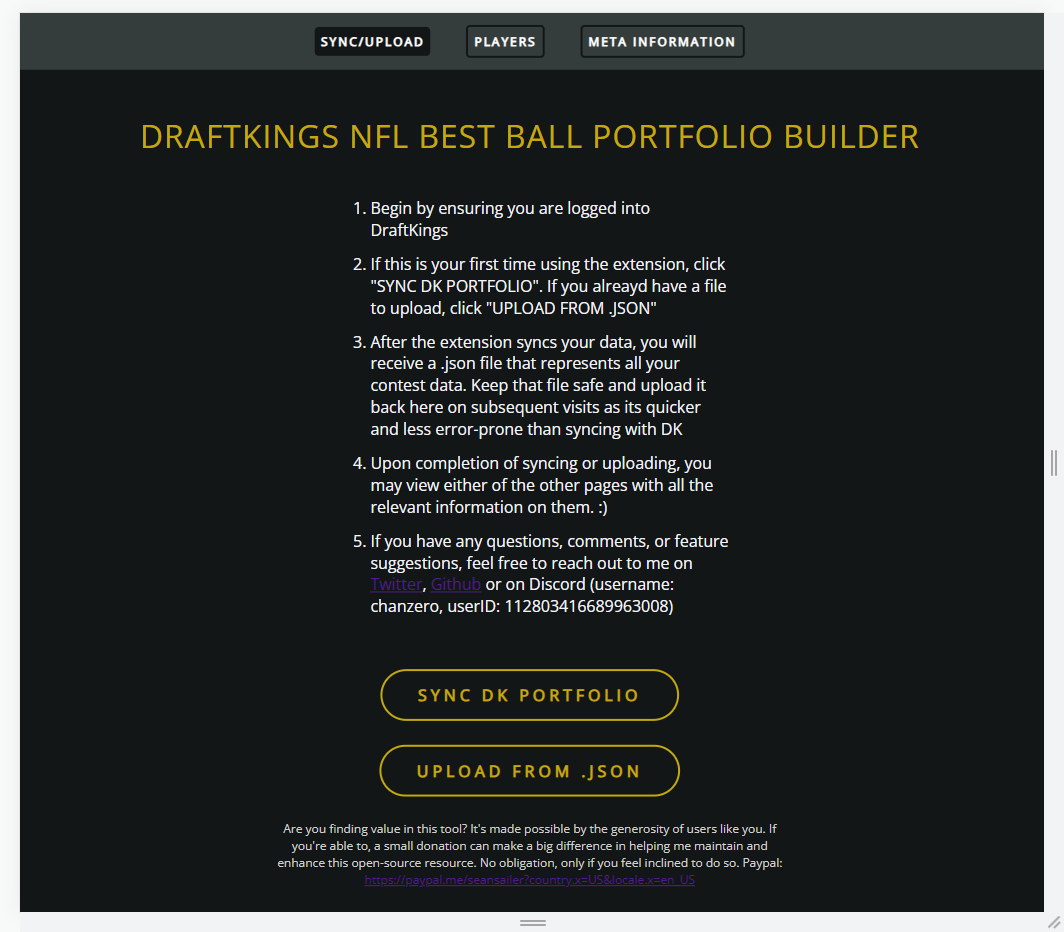 SYNC/UPLOAD PLAYERS META INFORMATION
DRAFTKINGS NFL BEST BALL PORTFOLIO BUILDER
1. Begin by ensuring you are logged into
DraftKings
2. If this is your first time using the extension, click
"SYNC DK PORTFOLIO". If you alreayd have a file
to upload, click "UPLOAD FROM .JSON"
3. After the extension syncs your data, you will
receive a .json file that represents all your
contest data. Keep that file safe and upload it
back here on subsequent visits as its quicker
and less error-prone than syncing with DK
4. Upon completion of syncing or uploading, you
may view either of the other pages with all the
relevant information on them. :)
5. If you have any questions, comments, or feature
suggestions, feel free to reach out to me on
Twitter, Github or on Discord (username:
chanzero, userID: 112803416689963008)
SYNC DK PORTFOLIO
UPLOAD FROM .JSON
Are you finding value in this tool? It's made possible by the generosity of users like you. If
you're able to, a small donation can make a big difference in helping me maintain and
enhance this open-source resource. No obligation, only if you feel inclined to do so. Paypal:
https://paypal.me/seansailer?country.x=US&locale.x=en_US